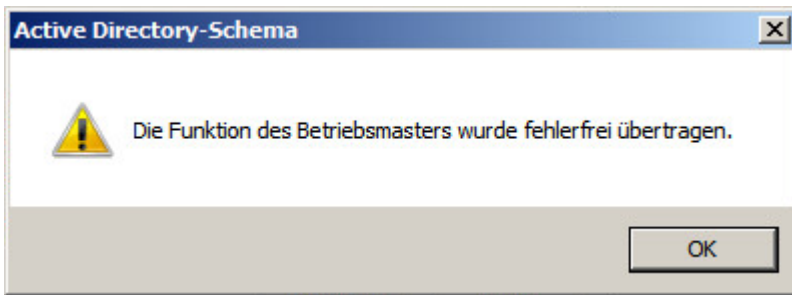 Active Directory-Schema
Die Funktion des Betriebsmasters wurde fehlerfrei übertragen.
OK